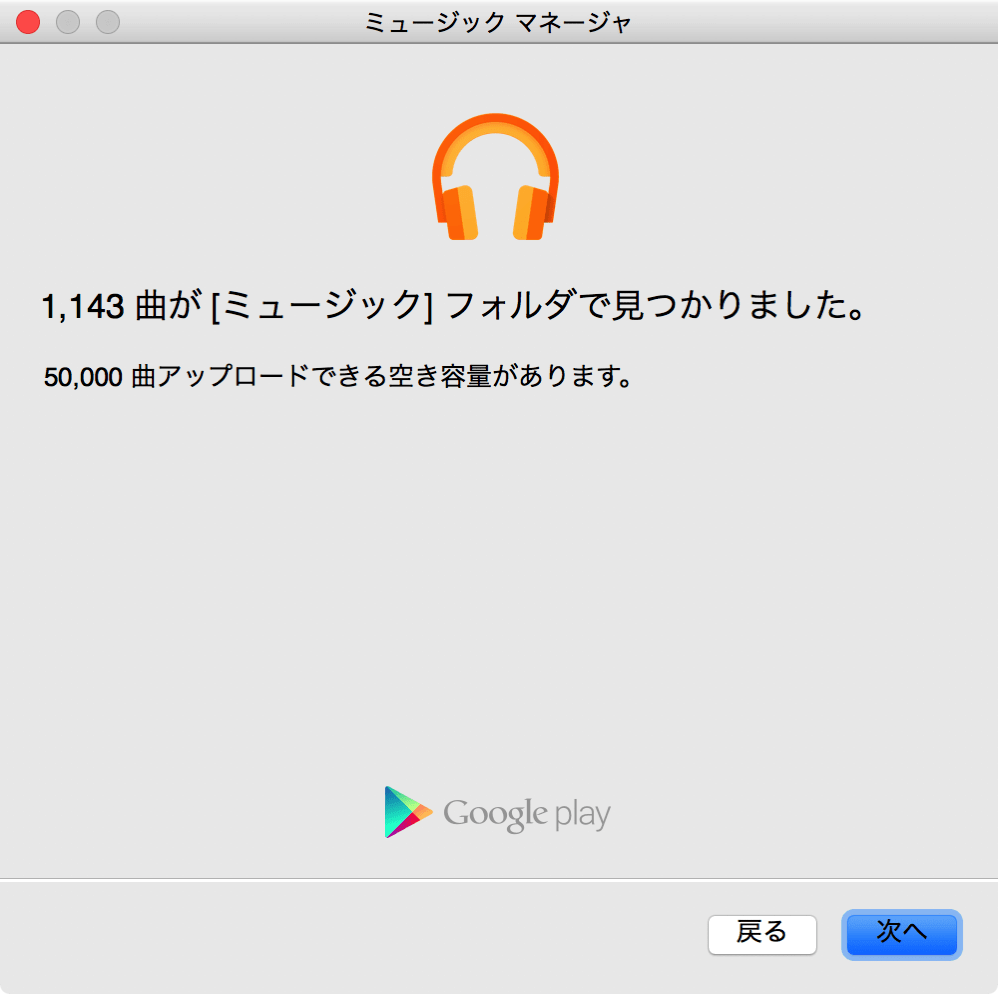 ミュージック マネージャ
1,143 曲が [ミュージック] フォルダで見つかりました。
50,000 曲アップロードできる空き容量があります。
Google play
戻る
次へ